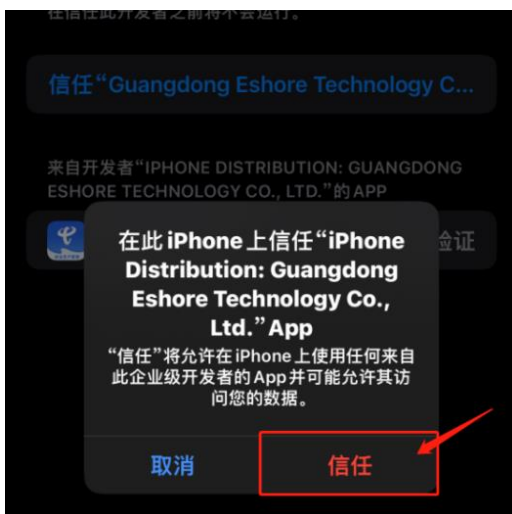 在信任此开发者之前将不会运行。
信任“Guangdong Eshore Technology C...
来自开发者“IPHONE DISTRIBUTION: GUANGDONG
ESHORE TECHNOLOGY CO., LTD.”的 APP
验证
在此 iPhone 上信任“iPhone
Distribution: Guangdong
Eshore Technology Co.,
Ltd.”App
“信任”将允许在 iPhone 上使用任何来自
此企业级开发者的 App 并可能允许其访
问您的数据。
取消
信任